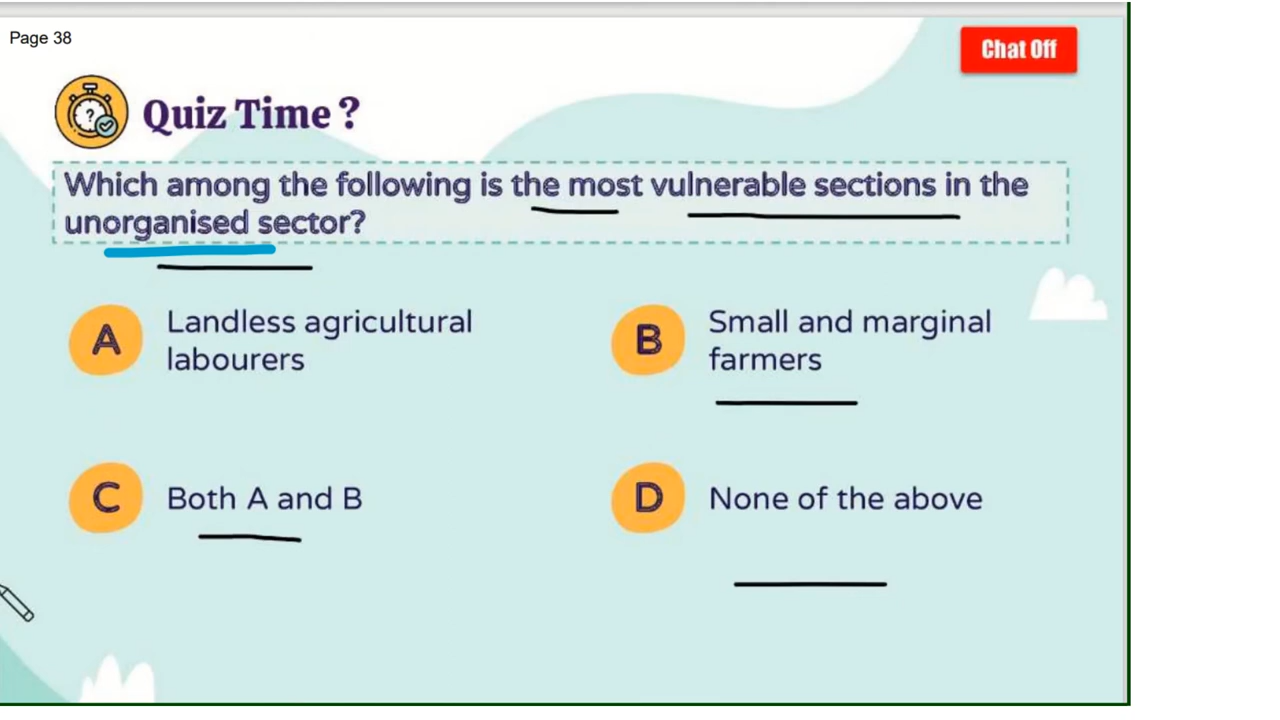 Page 38
Chat Off
Quiz Time ?
Which among the following is the most vulnerable sections in the
unorganised sector?
A
Landless agricultural
labourers
B
Small and marginal
farmers
C
Both A and B
D
None of the above